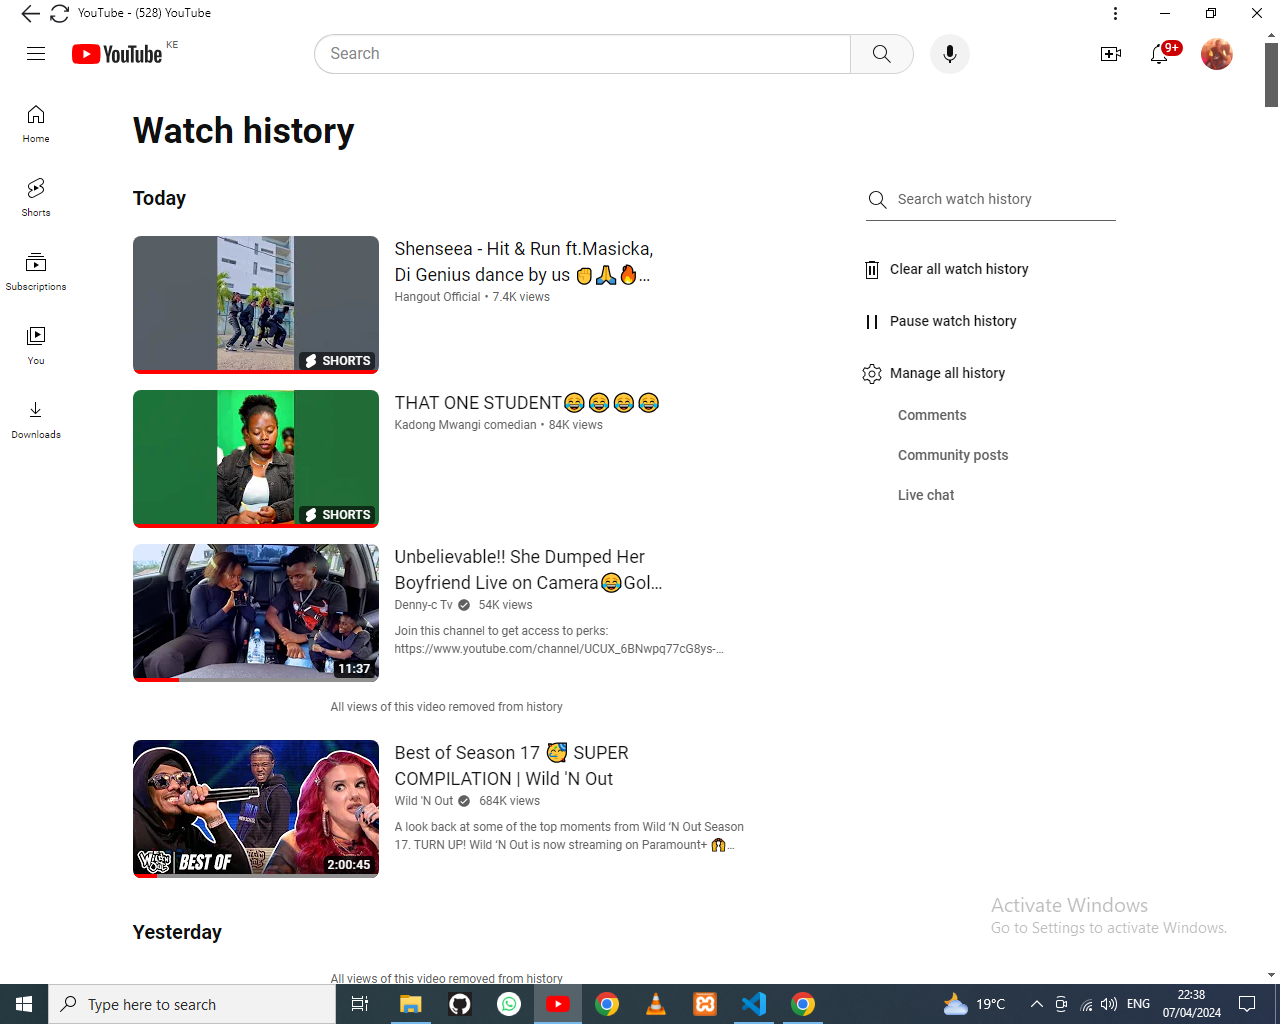 YouTube - (528) YouTube
YouTube KE
Search
9+
Home
Shorts
Subscriptions
You
Downloads
Watch history
Today
SHORTS
Shenseea - Hit & Run ft.Masicka,
Di Genius dance by us ✊🙏🔥...
Hangout Official • 7.4K views
SHORTS
THAT ONE STUDENT😂😂😂😂
Kadong Mwangi comedian • 84K views
11:37
Unbelievable!! She Dumped Her
Boyfriend Live on Camera😂Gol...
Denny-c Tv 54K views
Join this channel to get access to perks:
https://www.youtube.com/channel/UCUX_6BNwpq77cG8ys-...
All views of this video removed from history
WILD 'N OUT BEST OF
2:00:45
Best of Season 17 🥳 SUPER
COMPILATION | Wild 'N Out
Wild 'N Out 684K views
A look back at some of the top moments from Wild ‘N Out Season
17. TURN UP! Wild ‘N Out is now streaming on Paramount+ 🙌...
Yesterday
All views of this video removed from history
Search watch history
Clear all watch history
Pause watch history
Manage all history
Comments
Community posts
Live chat
Activate Windows
Go to Settings to activate Windows.
Type here to search
19°C
ENG
22:38
07/04/2024